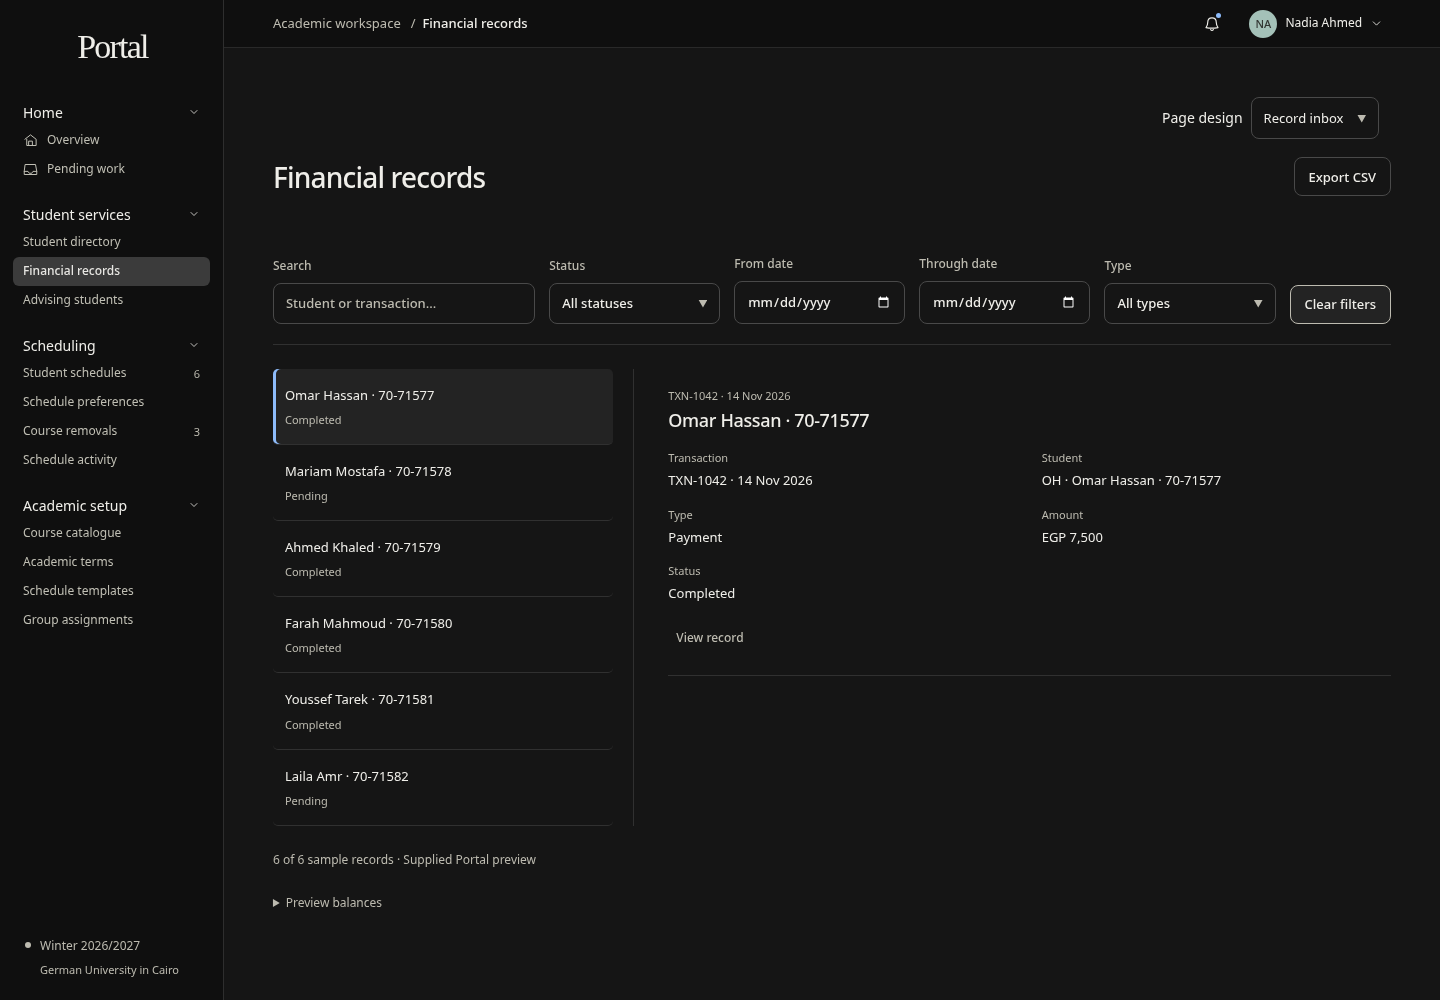 Portal
Home
Overview
Pending work
Student services
Student directory
Financial records
Advising students
Scheduling
Student schedules 6
Schedule preferences
Course removals 3
Schedule activity
Academic setup
Course catalogue
Academic terms
Schedule templates
Group assignments
Winter 2026/2027
German University in Cairo
Academic workspace / Financial records
NA Nadia Ahmed
Page design Record inbox
Financial records
Export CSV
Search Status From date Through date Type
Student or transaction... All statuses mm/dd/yyyy mm/dd/yyyy All types Clear filters
Omar Hassan · 70-71577
Completed
Mariam Mostafa · 70-71578
Pending
Ahmed Khaled · 70-71579
Completed
Farah Mahmoud · 70-71580
Completed
Youssef Tarek · 70-71581
Completed
Laila Amr · 70-71582
Pending
TXN-1042 · 14 Nov 2026
Omar Hassan · 70-71577
Transaction Student
TXN-1042 · 14 Nov 2026 OH · Omar Hassan · 70-71577
Type Amount
Payment EGP 7,500
Status
Completed
View record
6 of 6 sample records · Supplied Portal preview
Preview balances